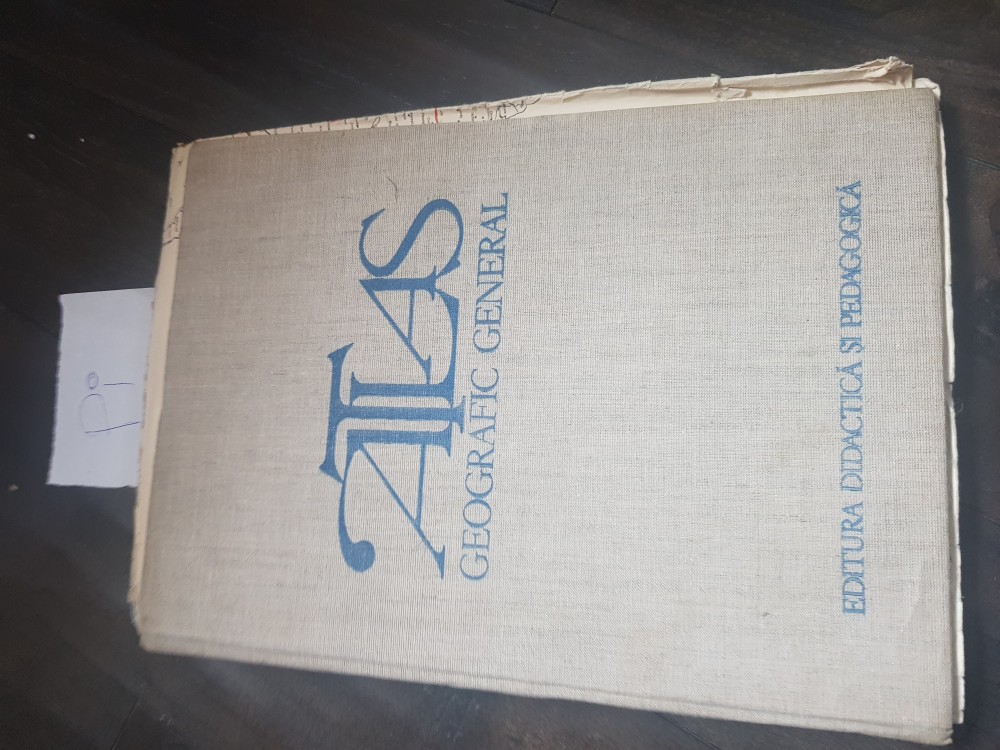 ATLAS
GEOGRAFIC GENERAL
EDITURA DIDACTICĂ ȘI PEDAGOGICĂ